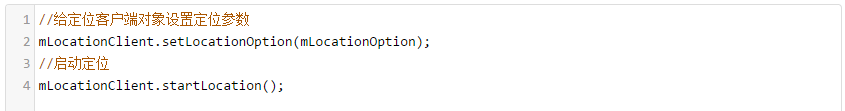 1 //给定位客户端对象设置定位参数
2 mLocationClient.setLocationOption(mLocationOption);
3 //启动定位
4 mLocationClient.startLocation();